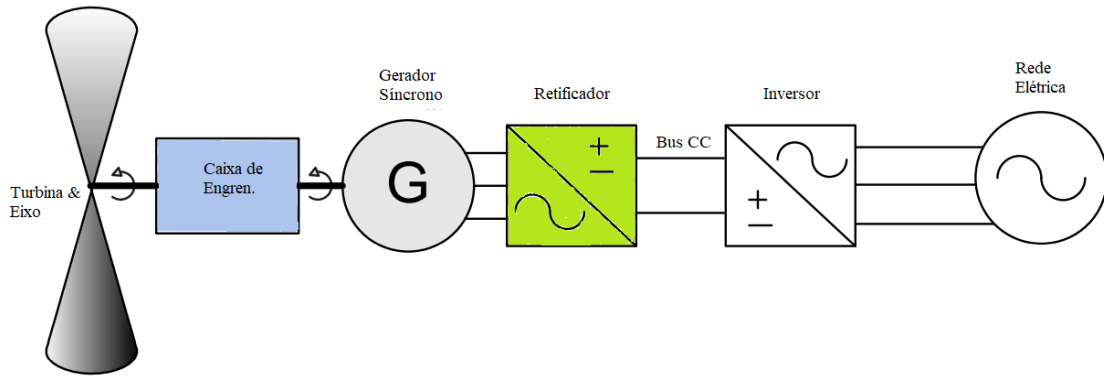 Turbina &
Eixo
Caixa de
Engren.
Gerador
Síncrono
G
Retificador
+
−
Bus CC
Inversor
+
−
Rede
Elétrica